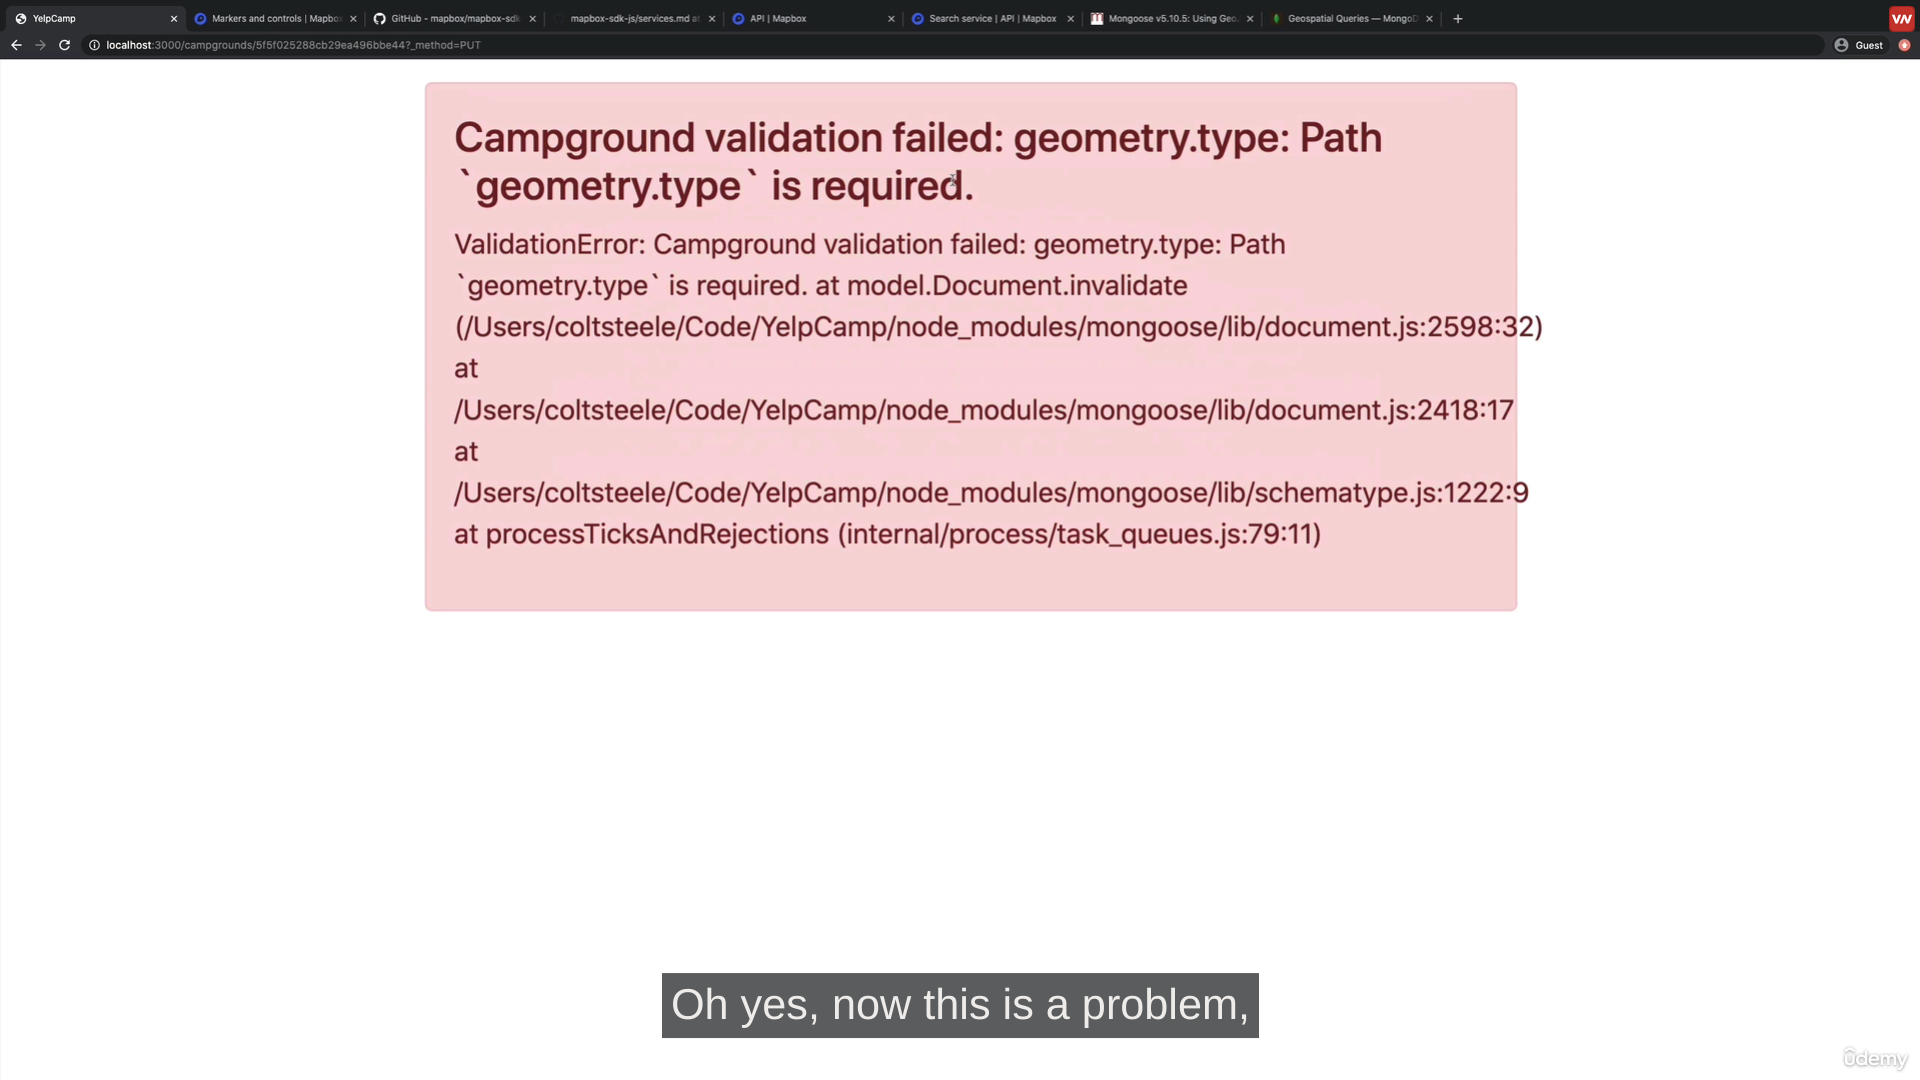 YelpCamp
Markers and controls | Mapbox
GitHub - mapbox/mapbox-sdk
mapbox-sdk-js/services.md at
API | Mapbox
Search service | API | Mapbox
Mongoose v5.10.5: Using Geo
Geospatial Queries — MongoD
VN
localhost:3000/campgrounds/5f5f025288cb29ea496bbe44?_method=PUT
Guest
Campground validation failed: geometry.type: Path
`geometry.type` is required.
ValidationError: Campground validation failed: geometry.type: Path
`geometry.type` is required. at model.Document.invalidate
(/Users/coltsteele/Code/YelpCamp/node_modules/mongoose/lib/document.js:2598:32)
at
/Users/coltsteele/Code/YelpCamp/node_modules/mongoose/lib/document.js:2418:17
at
/Users/coltsteele/Code/YelpCamp/node_modules/mongoose/lib/schematype.js:1222:9
at processTicksAndRejections (internal/process/task_queues.js:79:11)
Oh yes, now this is a problem,
ûdemy